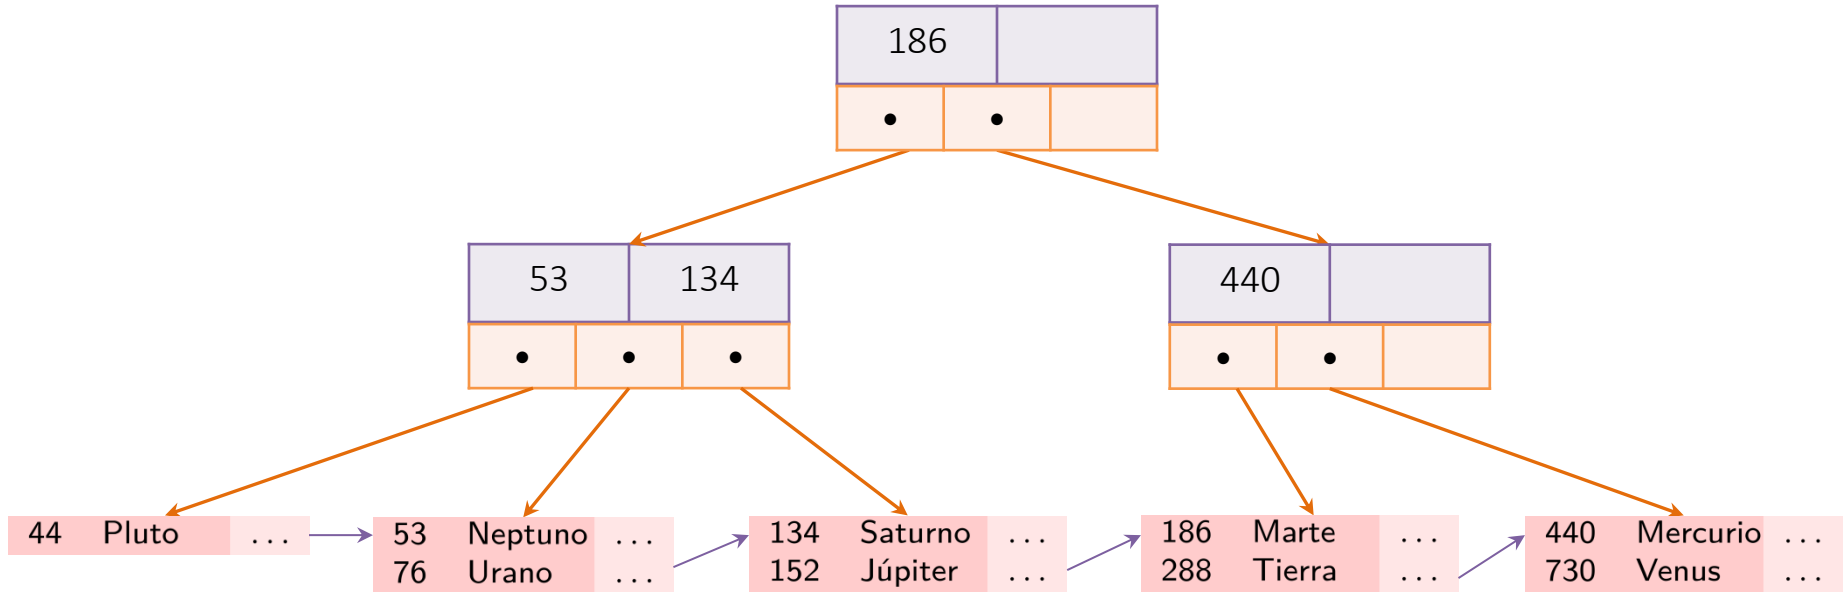 186
53 134
440
44 Pluto ...
53 Neptuno ...
76 Urano ...
134 Saturno ...
152 Júpiter ...
186 Marte ...
288 Tierra ...
440 Mercurio ...
730 Venus ...